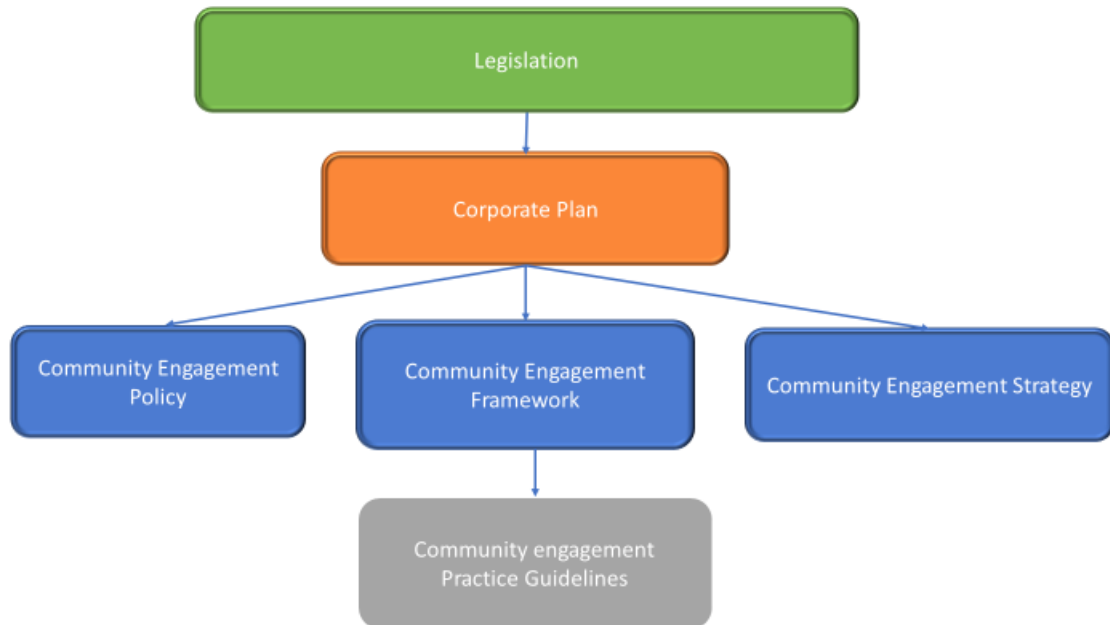 Legislation
Corporate Plan
Community Engagement
Policy
Community Engagement
Framework
Community Engagement Strategy
Community engagement
Practice Guidelines